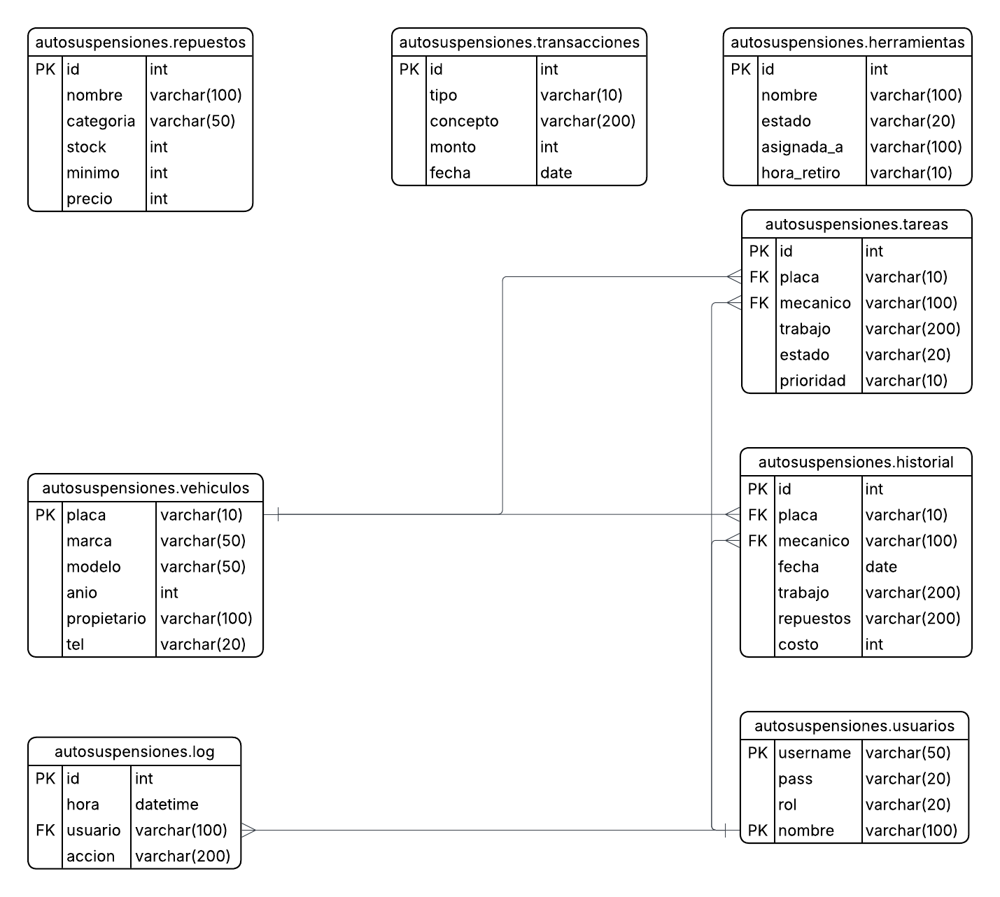 autosuspensiones.repuestos
PK id int
nombre varchar(100)
categoria varchar(50)
stock int
minimo int
precio int
autosuspensiones.transacciones
PK id int
tipo varchar(10)
concepto varchar(200)
monto int
fecha date
autosuspensiones.herramientas
PK id int
nombre varchar(100)
estado varchar(20)
asignada_a varchar(100)
hora_retiro varchar(10)
autosuspensiones.tareas
PK id int
FK placa varchar(10)
FK mecanico varchar(100)
trabajo varchar(200)
estado varchar(20)
prioridad varchar(10)
autosuspensiones.vehiculos
PK placa varchar(10)
marca varchar(50)
modelo varchar(50)
anio int
propietario varchar(100)
tel varchar(20)
autosuspensiones.historial
PK id int
FK placa varchar(10)
FK mecanico varchar(100)
fecha date
trabajo varchar(200)
repuestos varchar(200)
costo int
autosuspensiones.log
PK id int
hora datetime
FK usuario varchar(100)
accion varchar(200)
autosuspensiones.usuarios
PK username varchar(50)
pass varchar(20)
rol varchar(20)
PK nombre varchar(100)